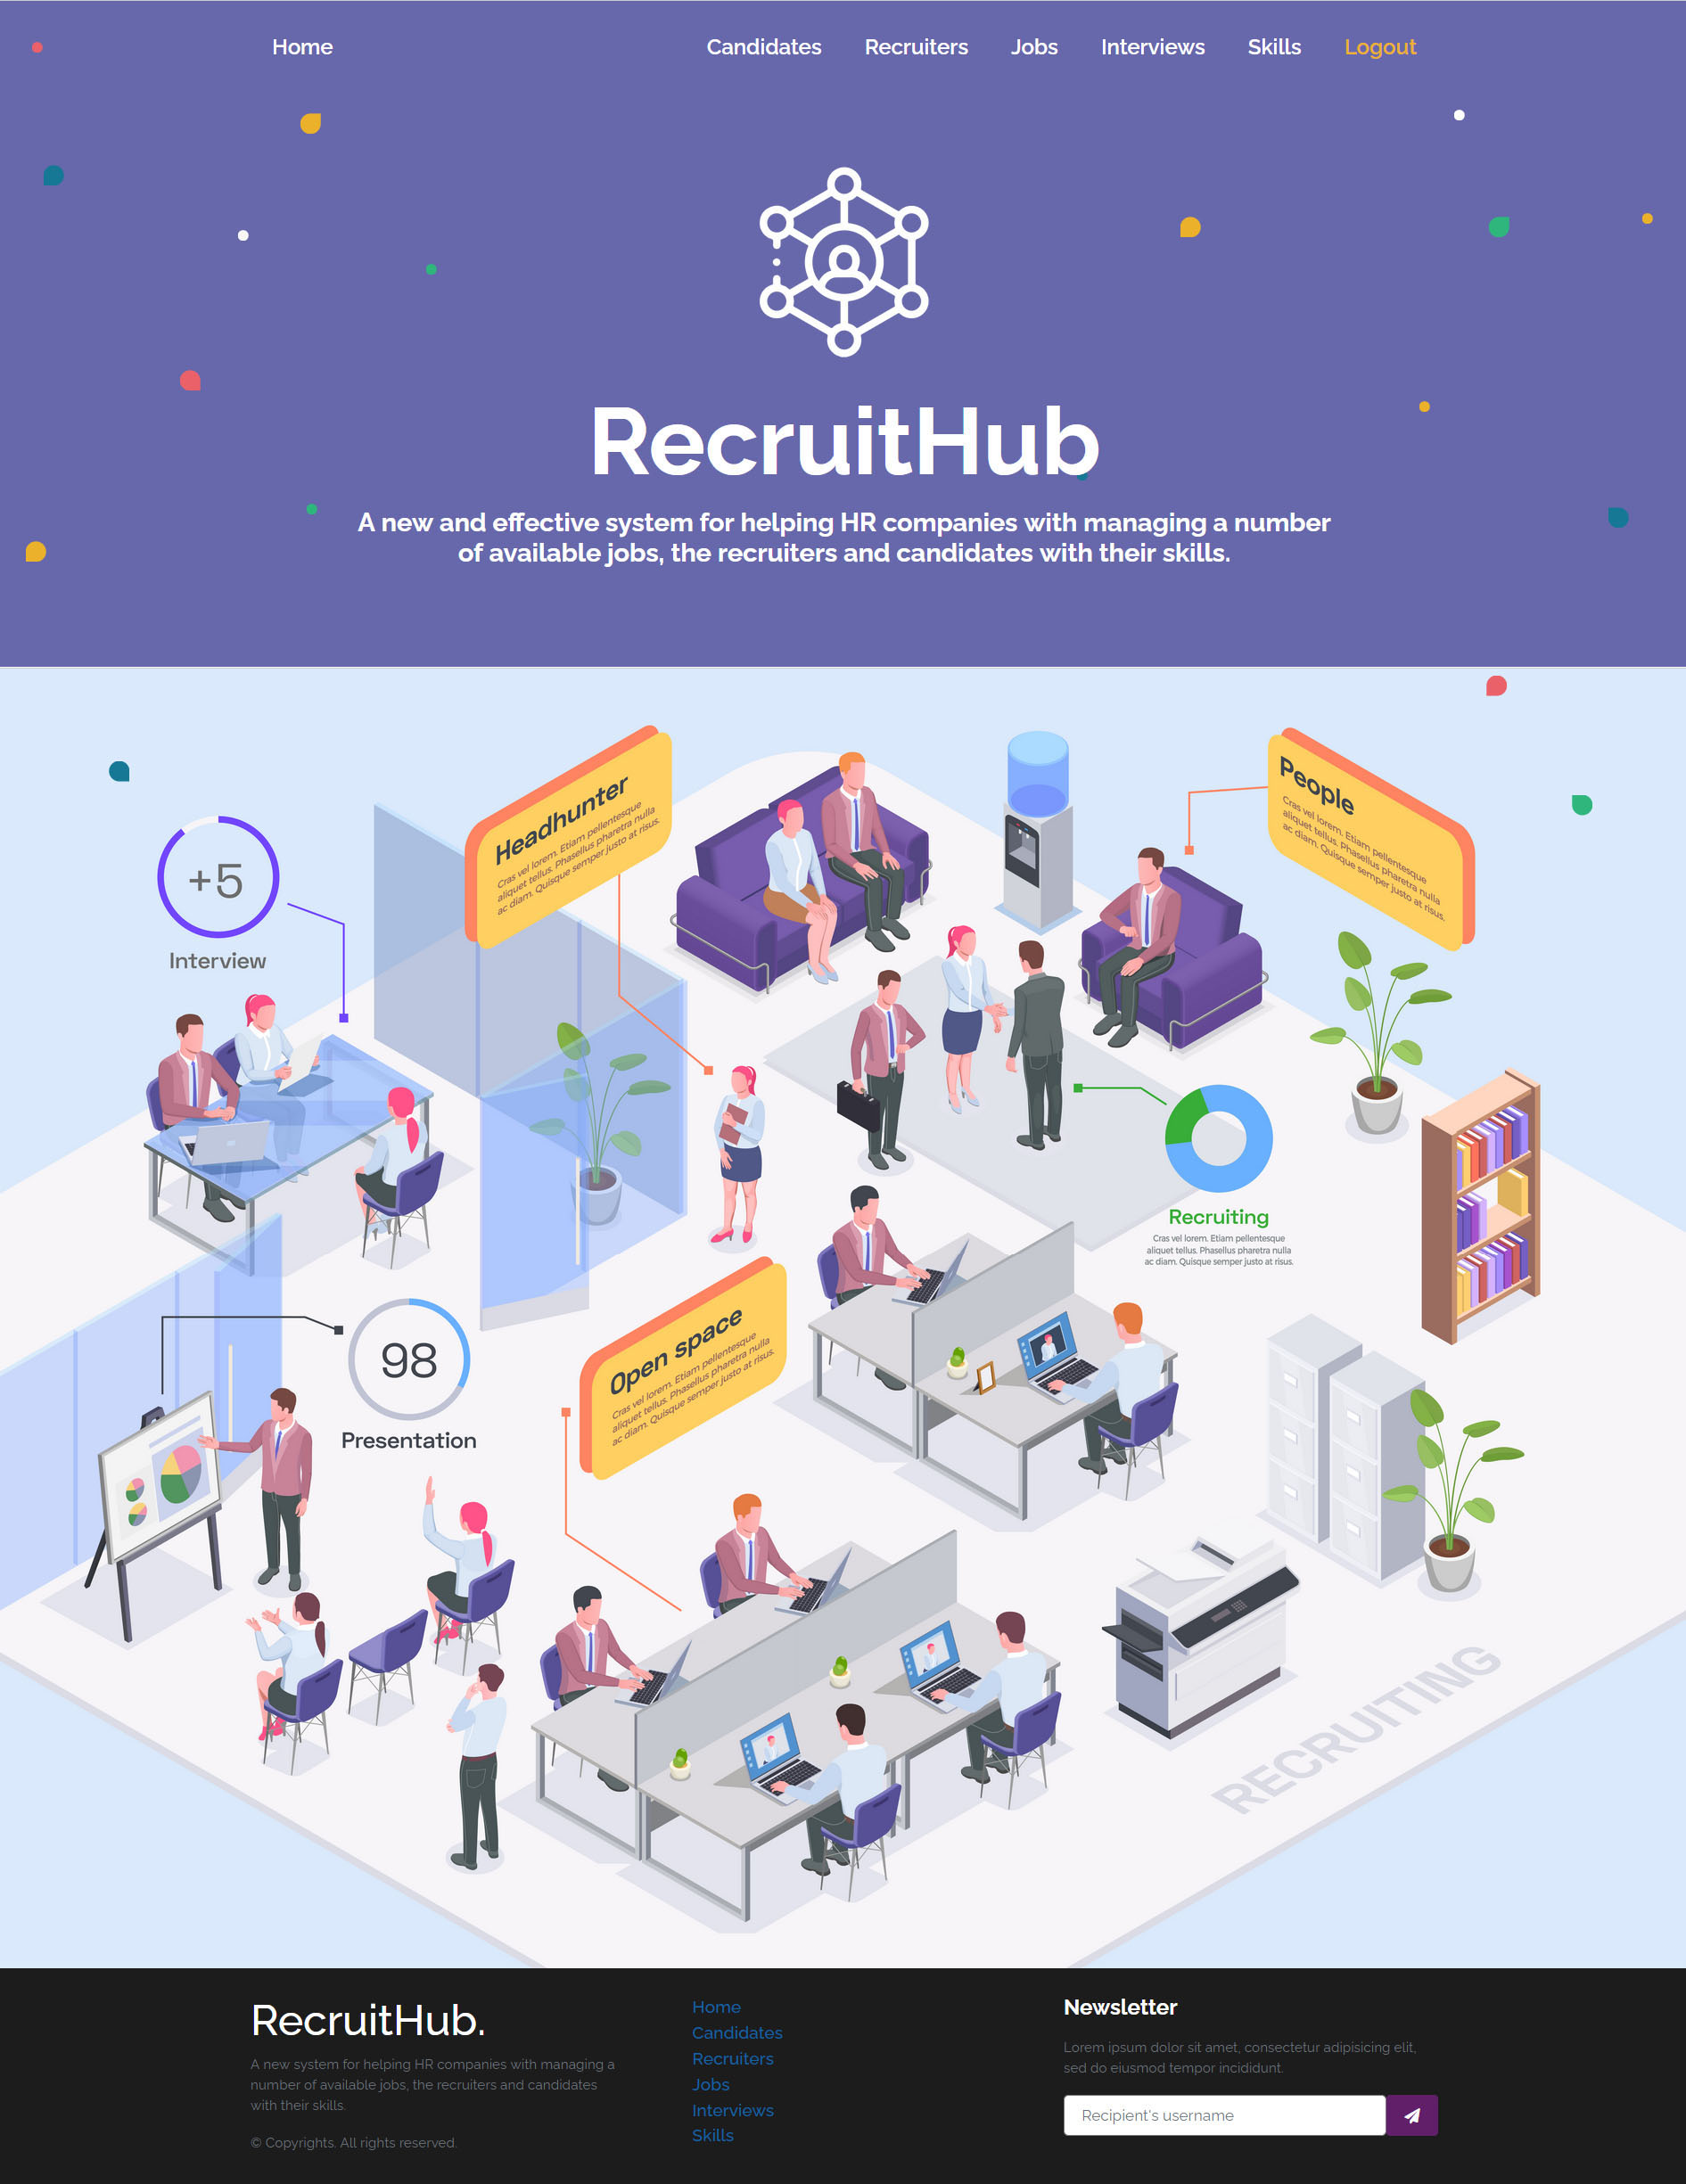 Home
Candidates
Recruiters
Jobs
Interviews
Skills
Logout
RecruitHub
A new and effective system for helping HR companies with managing a number
of available jobs, the recruiters and candidates with their skills.
+5
Interview
Headhunter
Cras vel lorem. Etiam pellentesque
aliquet tellus. Phasellus pharetra nulla
ac diam. Quisque semper justo at risus.
People
Cras vel lorem. Etiam pellentesque
aliquet tellus. Phasellus pharetra nulla
ac diam. Quisque semper justo at risus.
Recruiting
Cras vel lorem. Etiam pellentesque
aliquet tellus. Phasellus pharetra nulla
ac diam. Quisque semper justo at risus.
98
Presentation
Open space
Cras vel lorem. Etiam pellentesque
aliquet tellus. Phasellus pharetra nulla
ac diam. Quisque semper justo at risus.
RECRUITING
RecruitHub.
A new system for helping HR companies with managing a
number of available jobs, the recruiters and candidates
with their skills.
© Copyrights. All rights reserved.
Home
Candidates
Recruiters
Jobs
Interviews
Skills
Newsletter
Lorem ipsum dolor sit amet, consectetur adipisicing elit,
sed do eiusmod tempor incididunt.
Recipient's username